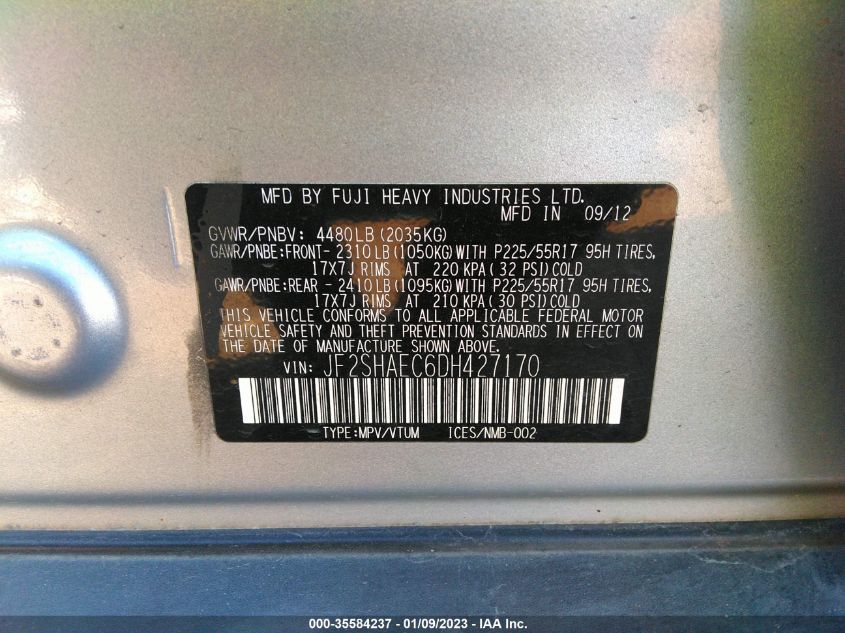 MFD BY FUJI HEAVY INDUSTRIES LTD.
MFD IN 09/12
GVWR/PNBV: 4480LB (2035KG)
GAWR/PNBE:FRONT- 2310LB (1050KG) WITH P225/55R17 95H TIRES,
17X7J RIMS AT 220 KPA (32 PSI) COLD
GAWR/PNBE:REAR - 2410LB (1095KG) WITH P225/55R17 95H TIRES,
17X7J RIMS AT 210 KPA (30 PSI) COLD
THIS VEHICLE CONFORMS TO ALL APPLICABLE FEDERAL MOTOR
VEHICLE SAFETY AND THEFT PREVENTION STANDARDS IN EFFECT ON
THE DATE OF MANUFACTURE SHOWN ABOVE.
VIN: JF2SHAEC6DH427170
TYPE:MPV/VTUM ICES/NMB-002
000-35584237 - 01/09/2023 - IAA Inc.